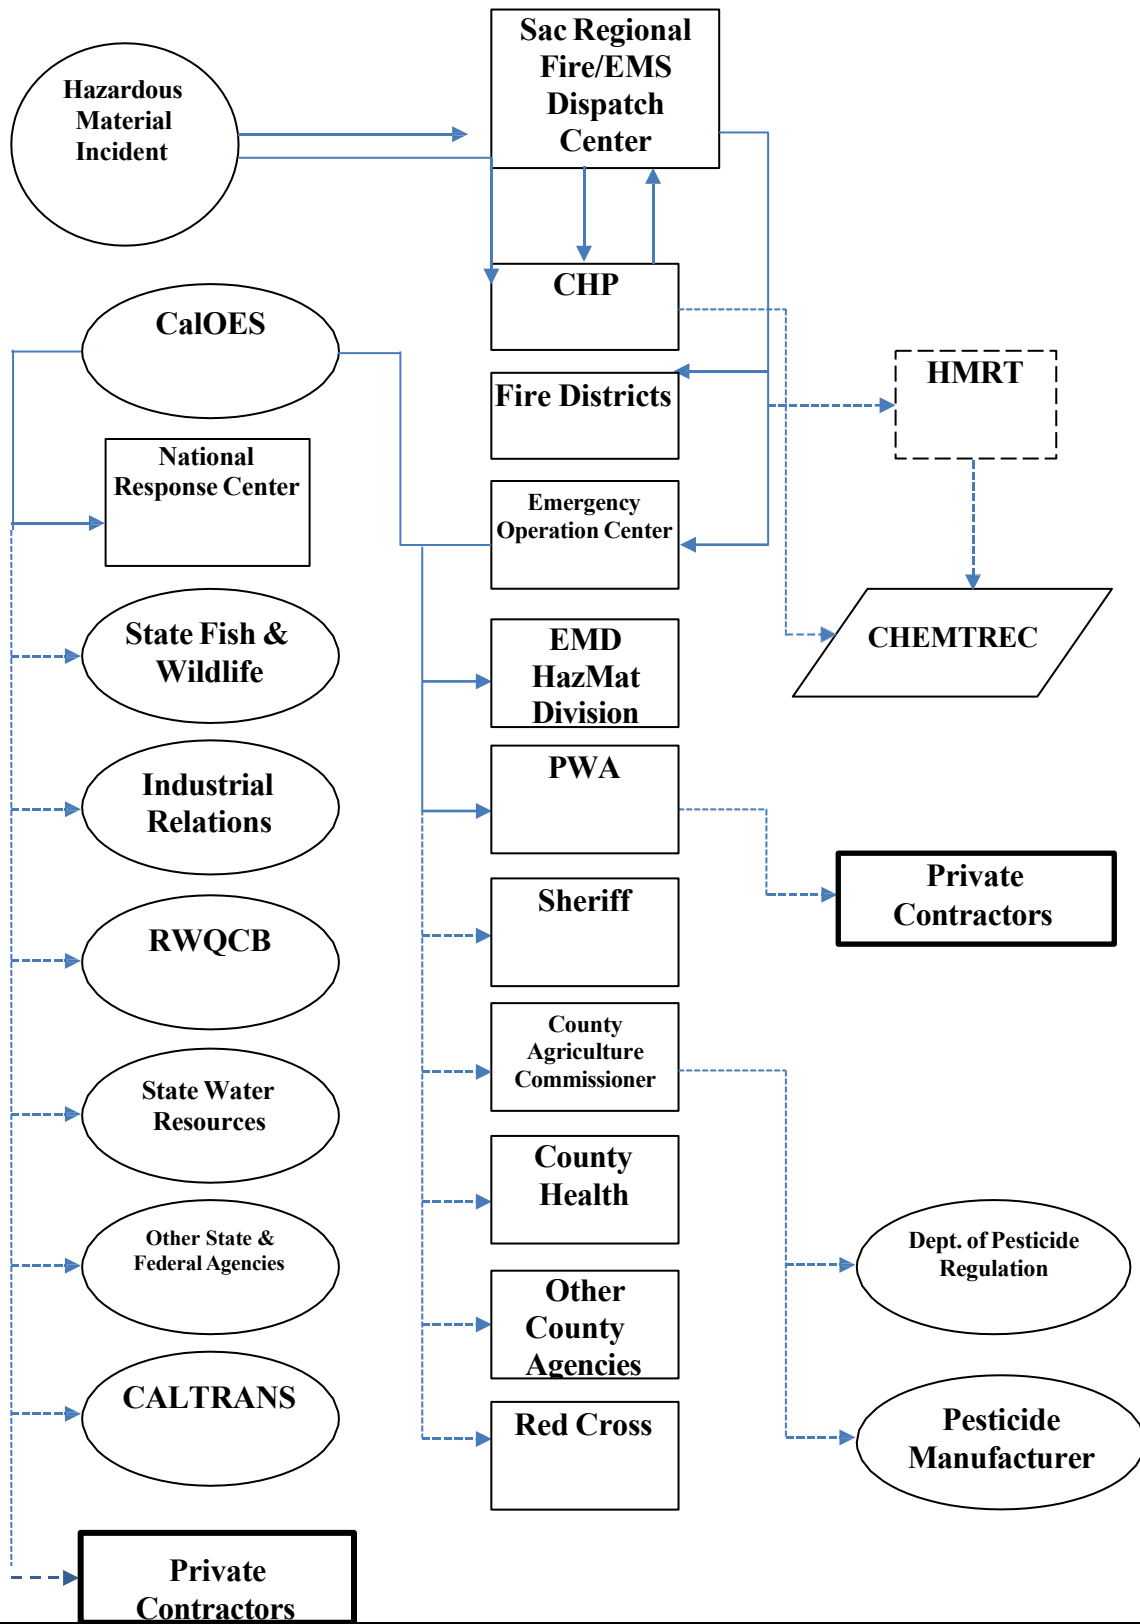 Hazardous
Material
Incident
Sac Regional
Fire/EMS
Dispatch
Center
CHP
CalOES
Fire Districts
HMRT
National
Response Center
Emergency
Operation Center
State Fish &
Wildlife
EMD
HazMat
Division
CHEMTREC
Industrial
Relations
PWA
Private
Contractors
RWQCB
Sheriff
State Water
Resources
County
Agriculture
Commissioner
County
Health
Other State &
Federal Agencies
Dept. of Pesticide
Regulation
Other
County
Agencies
CALTRANS
Red Cross
Pesticide
Manufacturer
Private
Contractors